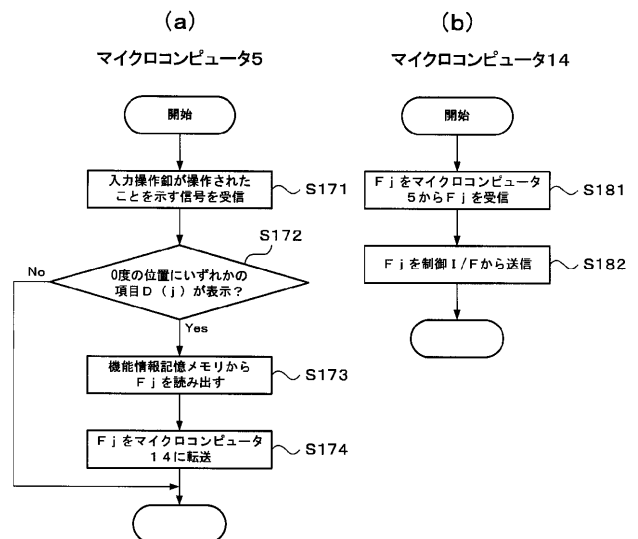 (a)
マイクロコンピュータ5
開始
入力操作釦が操作された
ことを示す信号を受信
S171
S172
0度の位置にいずれかの
項目D(j)が表示?
No
Yes
機能情報記憶メモリから
Fjを読み出す
S173
Fjをマイクロコンピュータ
14に転送
S174
(b)
マイクロコンピュータ14
開始
Fjをマイクロコンピュータ
5からFjを受信
S181
Fjを制御I/Fから送信
S182